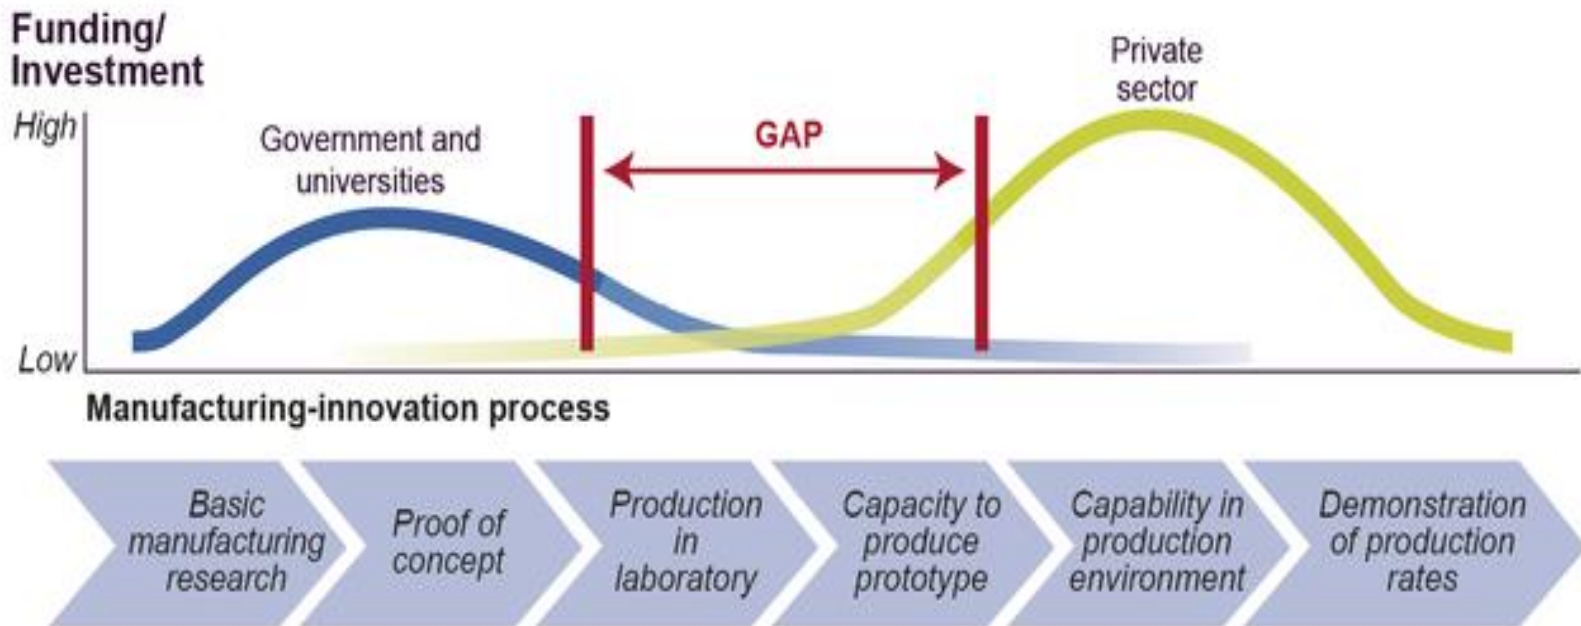 Funding/
Investment
High
Government and
universities
GAP
Private
sector
Low
Manufacturing-innovation process
Basic
manufacturing
research
Proof of
concept
Production
in
laboratory
Capacity to
produce
prototype
Capability in
production
environment
Demonstration
of production
rates